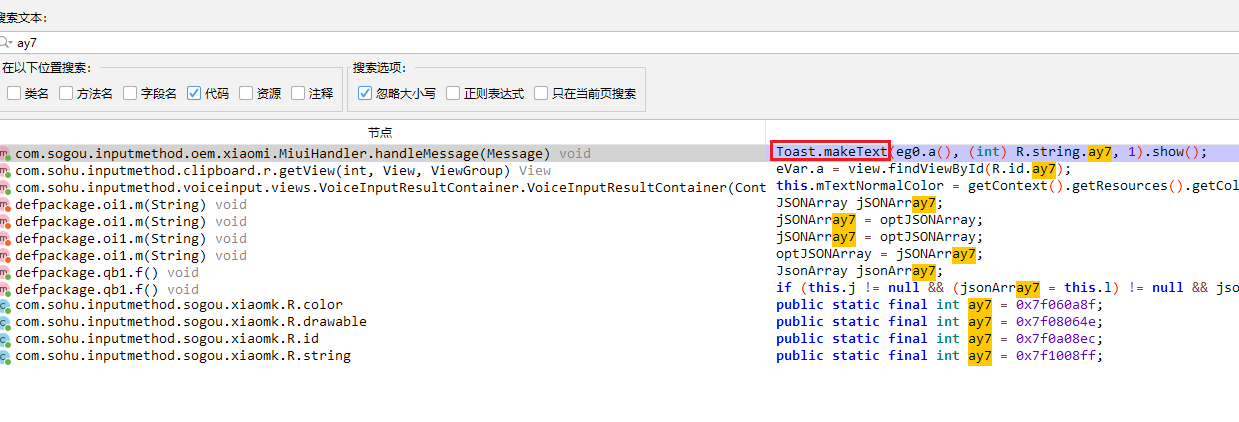 搜索文本:
ay7
在以下位置搜索: 搜索选项:
类名 方法名 字段名 代码 资源 注释 忽略大小写 正则表达式 只在当前页搜索
节点
com.sogou.inputmethod.oem.xiaomi.MiuiHandler.handleMessage(Message) void Toast.makeText(eg0.a(), (int) R.string.ay7, 1).show();
com.sogou.inputmethod.clipboard.r.getView(int, View, ViewGroup) View eVar.a = view.findViewById(R.id.ay7);
com.sogou.inputmethod.voiceinput.views.VoiceInputResultContainer.VoiceInputResultContainer(Cont this.mTextNormalColor = getContext().getResources().getCol
defpackage.oi1.m(String) void JSONArray jSONArray7;
defpackage.oi1.m(String) void jSONArray7 = optJSONArray;
defpackage.oi1.m(String) void jSONArray7 = optJSONArray;
defpackage.oi1.m(String) void optJSONArray = jSONArray7;
defpackage.qb1.f() void JsonArray jsonArray7;
defpackage.qb1.f() void if (this.j != null && (jsonArray7 = this.l) != null && jso
com.sohu.inputmethod.sogou.xiaomk.R.color public static final int ay7 = 0x7f060a8f;
com.sohu.inputmethod.sogou.xiaomk.R.drawable public static final int ay7 = 0x7f08064e;
com.sohu.inputmethod.sogou.xiaomk.R.id public static final int ay7 = 0x7f0a08ec;
com.sohu.inputmethod.sogou.xiaomk.R.string public static final int ay7 = 0x7f1008ff;